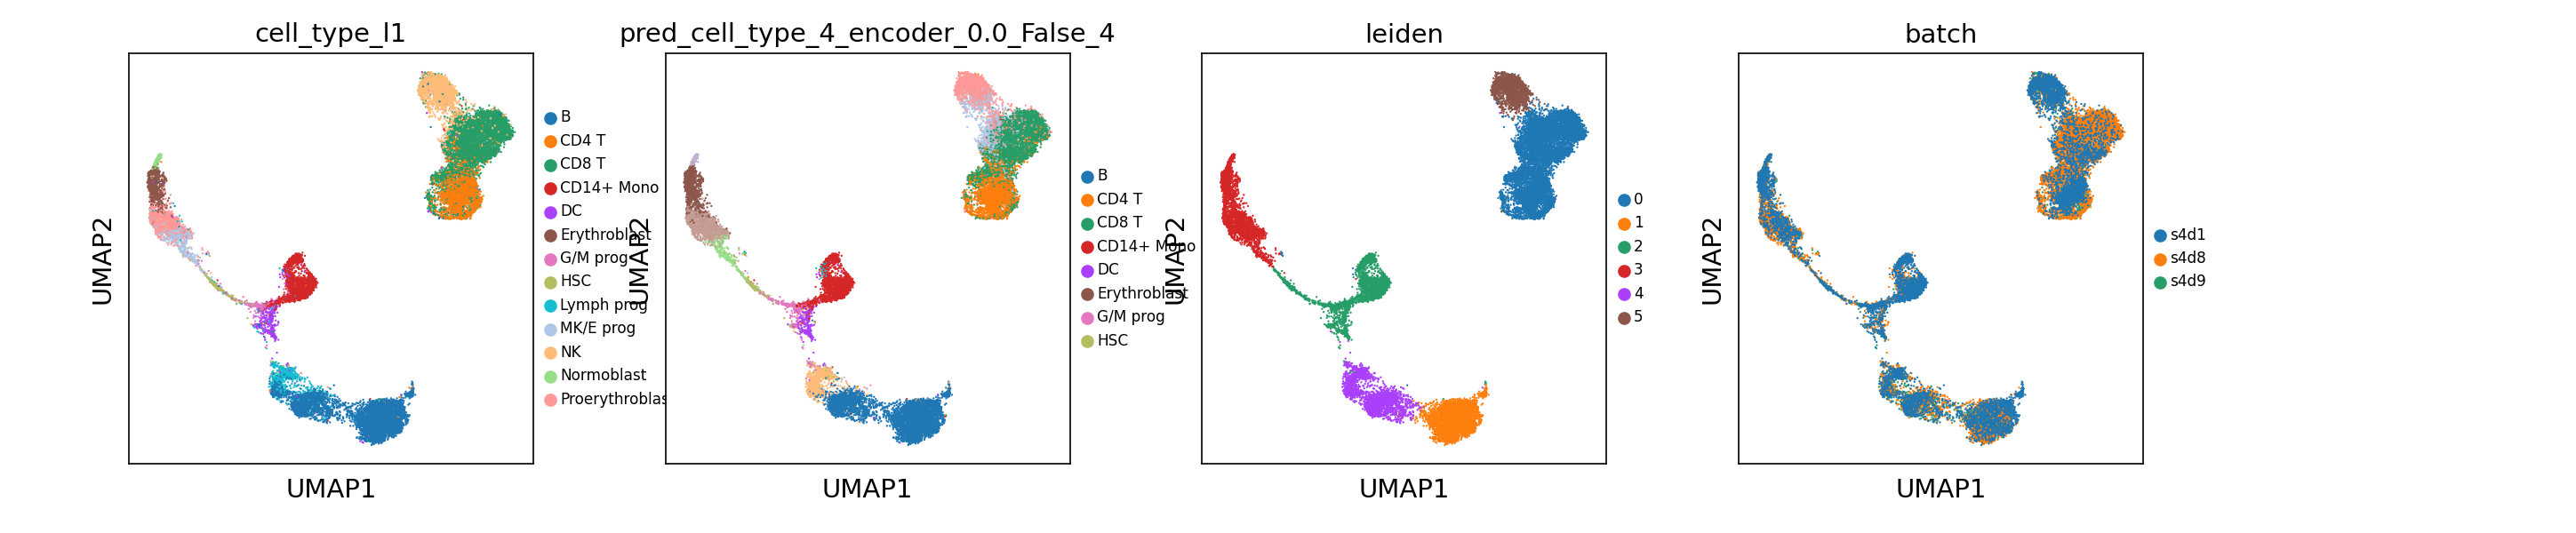 cell_type_l1
UMAP2
UMAP1
B
CD4 T
CD8 T
CD14+ Mono
DC
Erythroblast
G/M prog
HSC
Lymph prog
MK/E prog
NK
Normoblast
Proerythroblas
pred_cell_type_4_encoder_0.0_False_4
UMAP2
UMAP1
B
CD4 T
CD8 T
CD14+ Mono
DC
Erythroblast
G/M prog
HSC
leiden
UMAP2
UMAP1
0
1
2
3
4
5
batch
UMAP2
UMAP1
s4d1
s4d8
s4d9